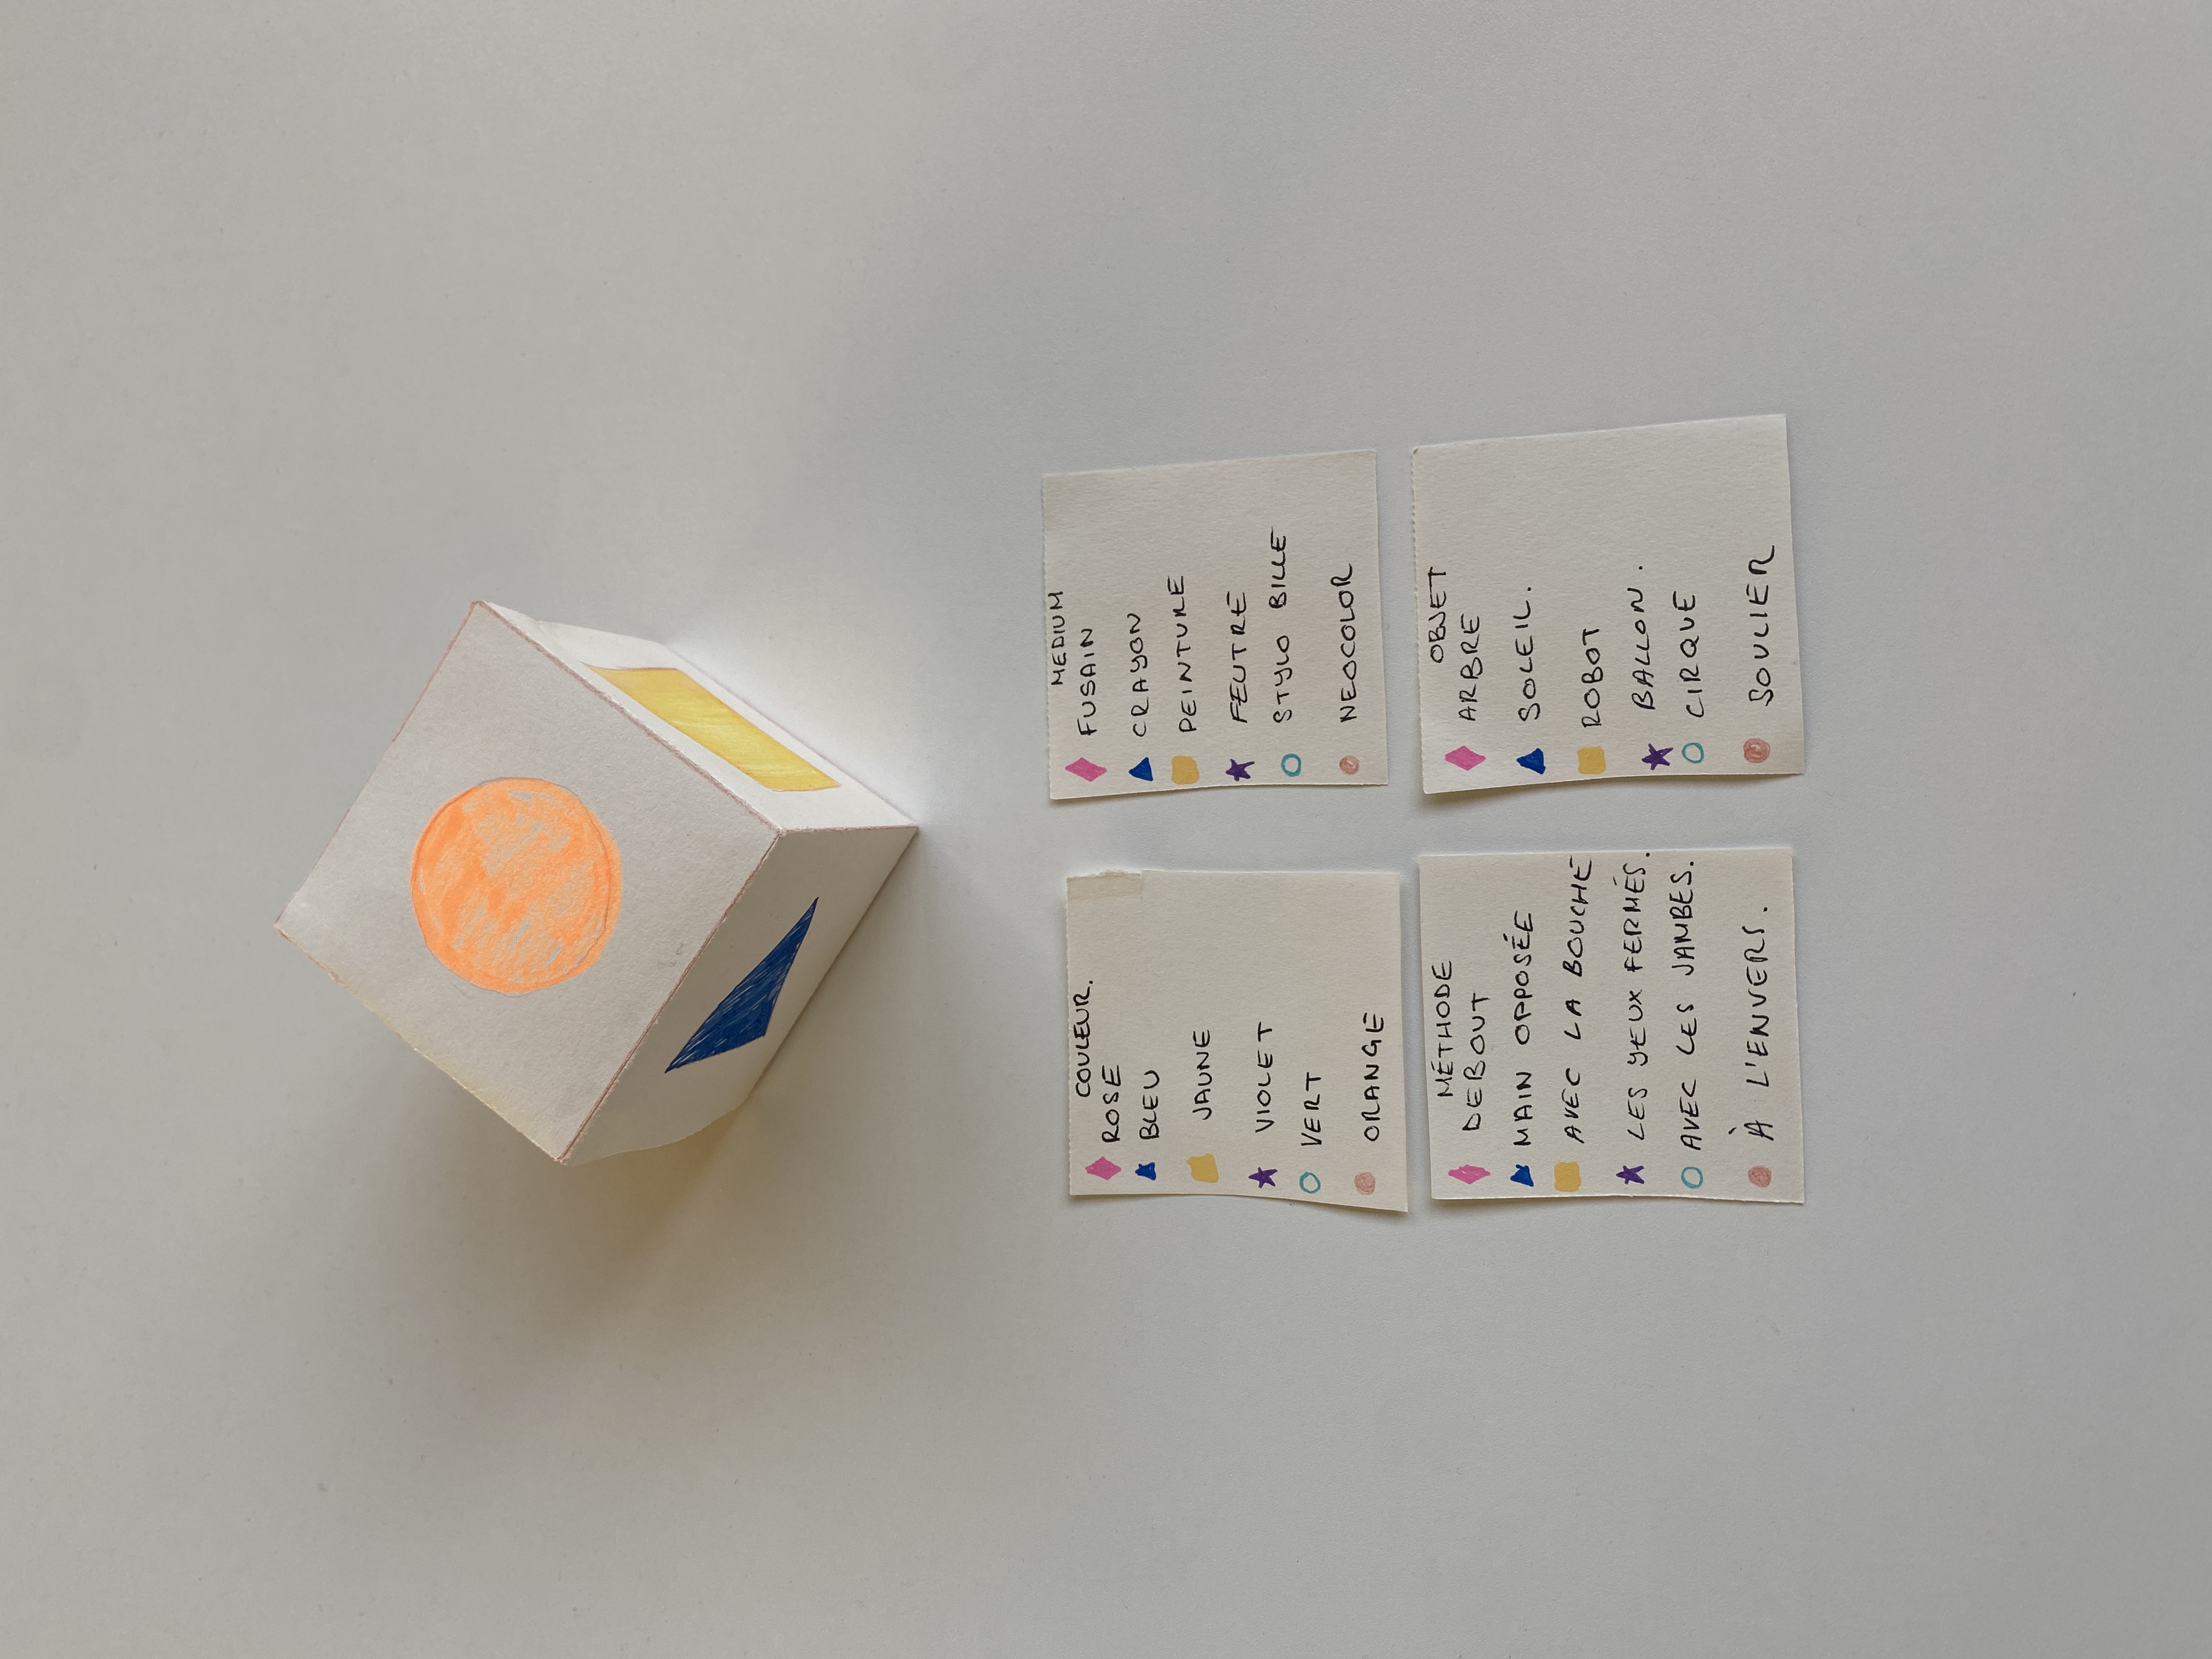 COULEUR.
ROSE
BLEU
JAUNE
VIOLET
VERT
ORANGE
MEDIUM
FUSAIN
CRAYON
PEINTURE
FEUTRE
STYLO BILLE
NEOCOLOR
MÉTHODE
DEBOUT
MAIN OPPOSÉE
AVEC LA BOUCHE
LES YEUX FERMÉS.
AVEC LES JAMBES.
À L'ENVERS.
OBJET
ARBRE
SOLEIL.
ROBOT
BALLON.
CIRQUE
SOULIER